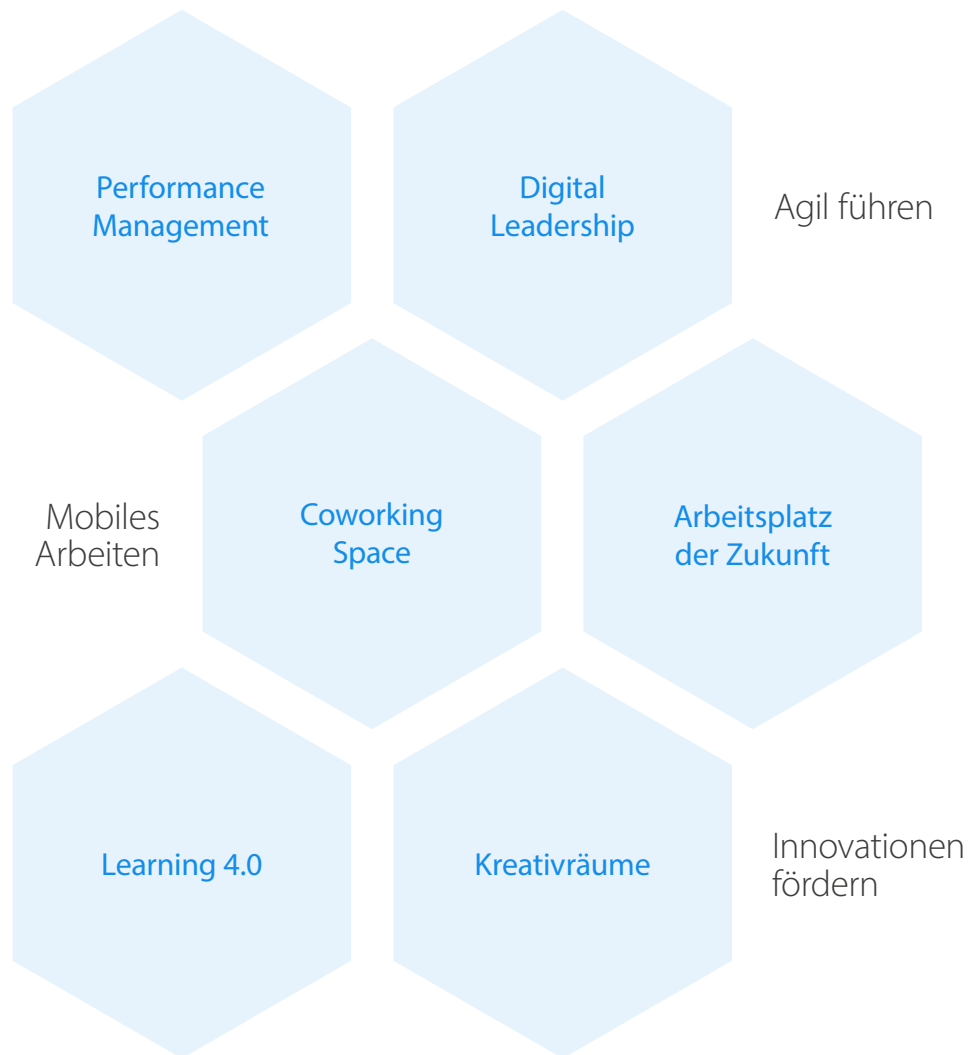 Performance
Management
Digital
Leadership
Agil führen
Mobiles
Arbeiten
Coworking
Space
Arbeitsplatz
der Zukunft
Learning 4.0
Kreativräume
Innovationen
fördern